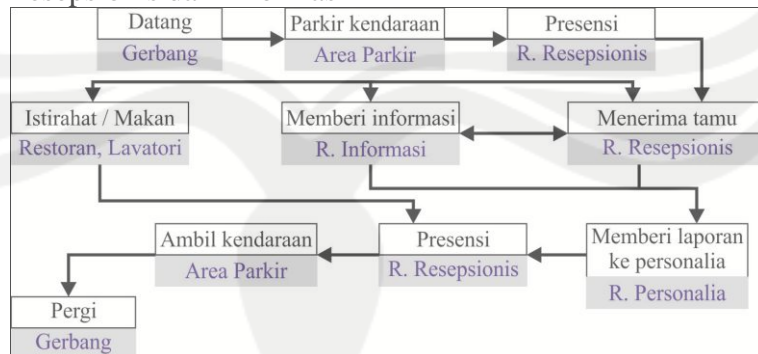 Datang
Gerbang
Parkir kendaraan
Area Parkir
Presensi
R. Resepsionis
Istirahat / Makan
Restoran, Lavatori
Memberi informasi
R. Informasi
Menerima tamu
R. Resepsionis
Ambil kendaraan
Area Parkir
Presensi
R. Resepsionis
Memberi laporan
ke personalia
R. Personalia
Pergi
Gerbang